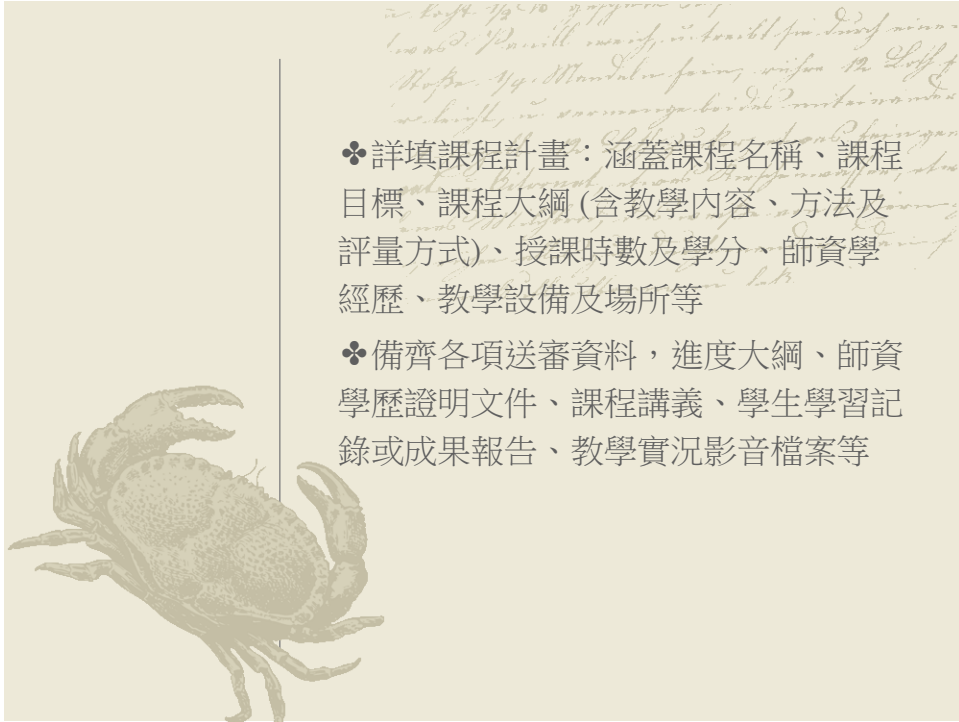 ✤詳填課程計畫：涵蓋課程名稱、課程
目標、課程大綱 (含教學內容、方法及
評量方式)、授課時數及學分、師資學
經歷、教學設備及場所等
✤備齊各項送審資料，進度大綱、師資
學歷證明文件、課程講義、學生學習記
錄或成果報告、教學實況影音檔案等